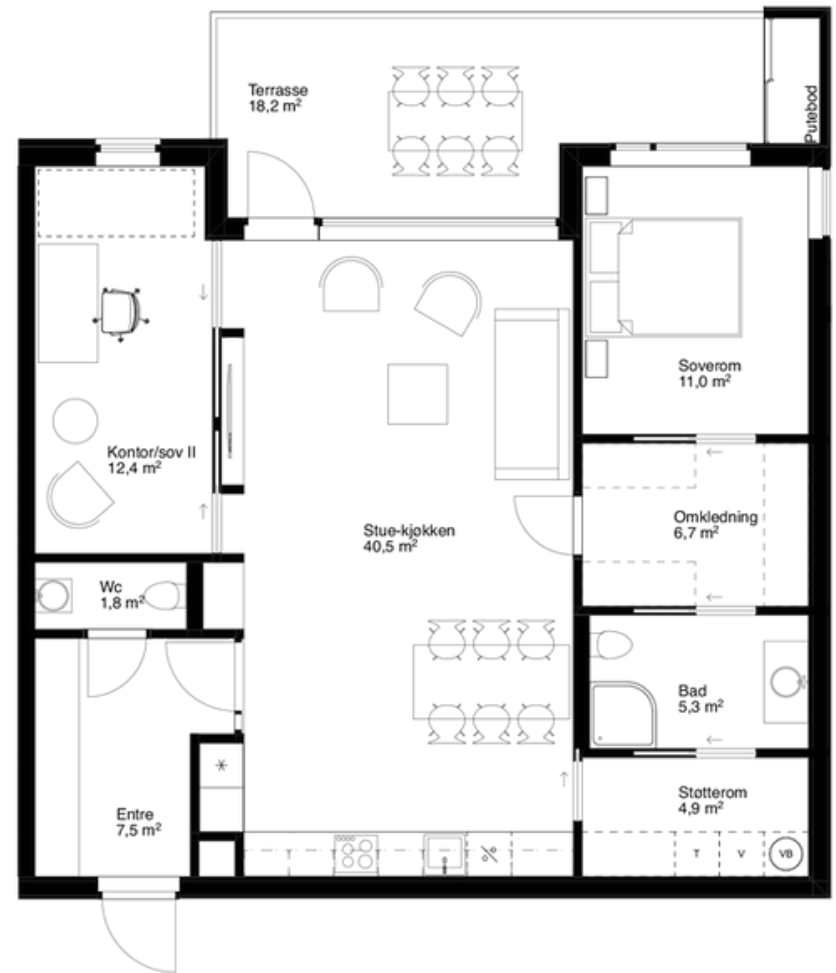 Terrasse
18,2 m²
Putebod
Soverom
11,0 m²
Kontor/sov II
12,4 m²
Omkledning
6,7 m²
Stue-kjøkken
40,5 m²
Wc
1,8 m²
Bad
5,3 m²
Støtterom
4,9 m²
Entre
7,5 m²
T
V
VB